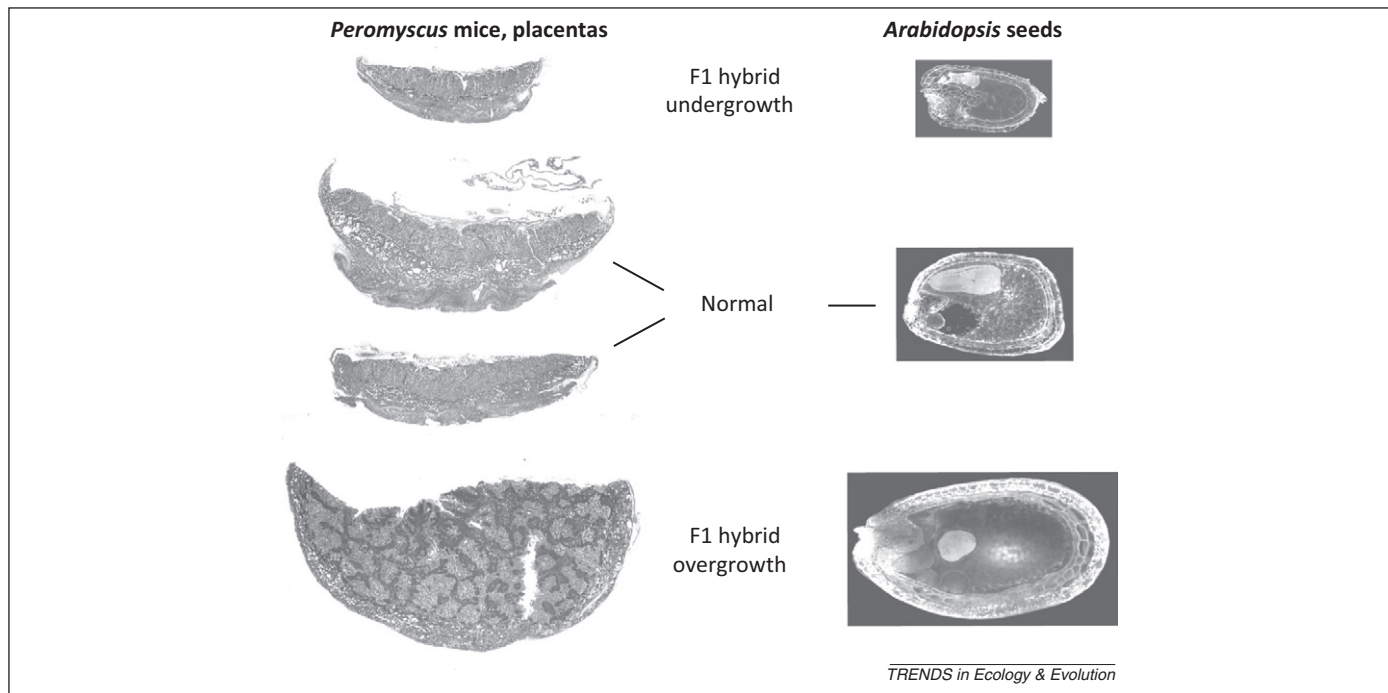 Peromyscus mice, placentas
Arabidopsis seeds
F1 hybrid
undergrowth
Normal
F1 hybrid
overgrowth
TRENDS in Ecology & Evolution